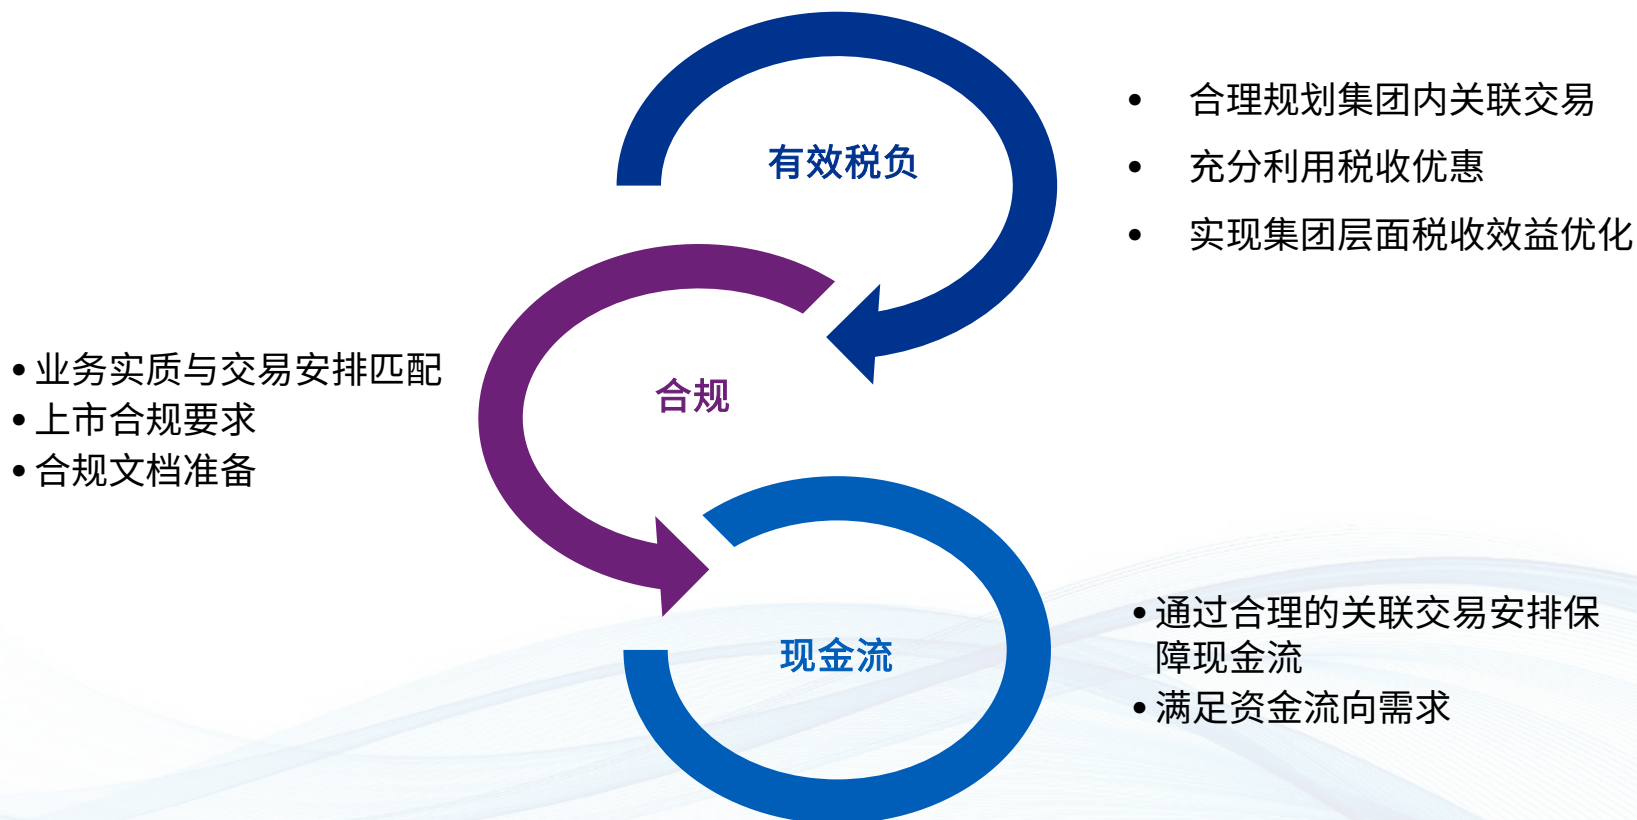 有效税负
• 合理规划集团内关联交易
• 充分利用税收优惠
• 实现集团层面税收效益优化
合规
• 业务实质与交易安排匹配
• 上市合规要求
• 合规文档准备
现金流
• 通过合理的关联交易安排保
障现金流
• 满足资金流向需求